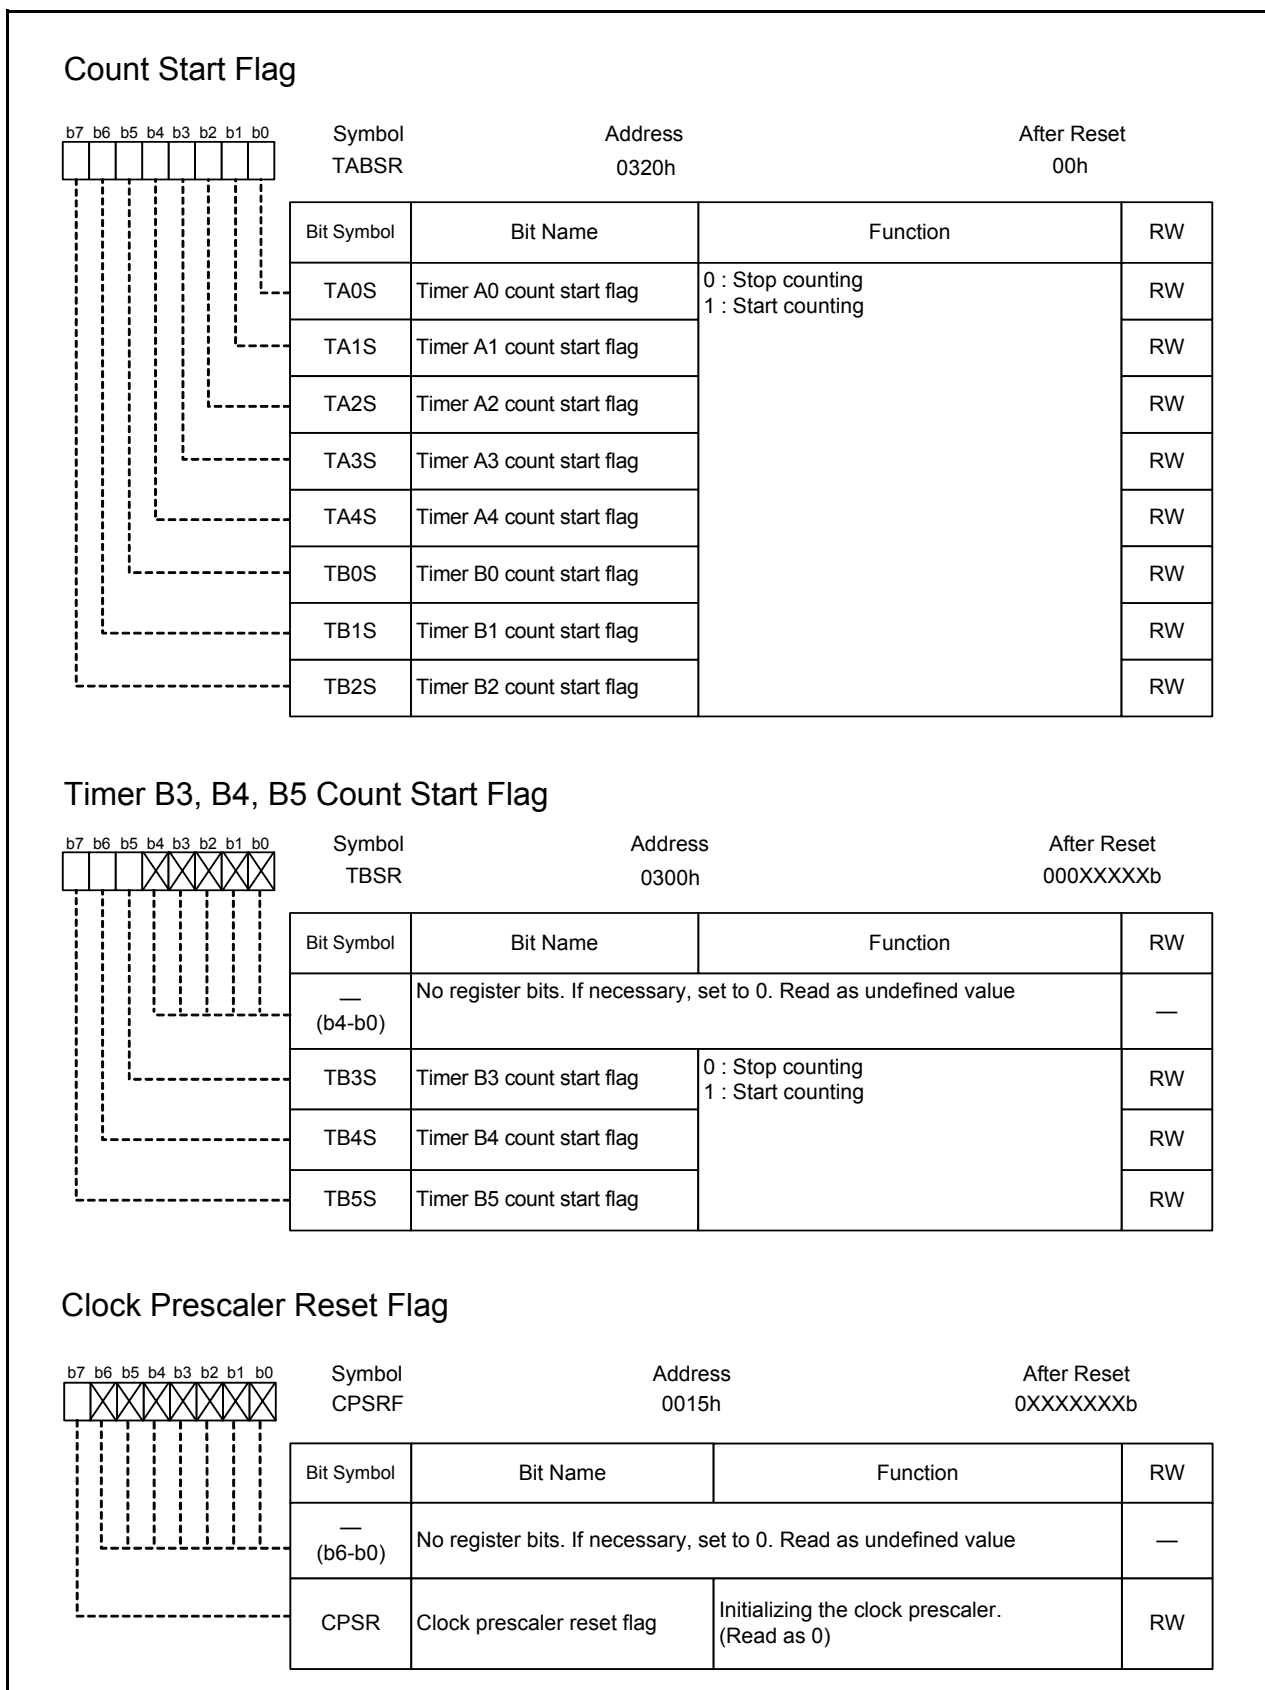 Count Start Flag
b7 b6 b5 b4 b3 b2 b1 b0
Symbol Address After Reset
TABSR 0320h 00h
Bit Symbol Bit Name Function RW
TA0S Timer A0 count start flag 0 : Stop counting RW
1 : Start counting
TA1S Timer A1 count start flag RW
TA2S Timer A2 count start flag RW
TA3S Timer A3 count start flag RW
TA4S Timer A4 count start flag RW
TB0S Timer B0 count start flag RW
TB1S Timer B1 count start flag RW
TB2S Timer B2 count start flag RW
Timer B3, B4, B5 Count Start Flag
b7 b6 b5 b4 b3 b2 b1 b0
Symbol Address After Reset
TBSR 0300h 000XXXXXb
Bit Symbol Bit Name Function RW
— No register bits. If necessary, set to 0. Read as undefined value —
(b4-b0)
TB3S Timer B3 count start flag 0 : Stop counting RW
1 : Start counting
TB4S Timer B4 count start flag RW
TB5S Timer B5 count start flag RW
Clock Prescaler Reset Flag
b7 b6 b5 b4 b3 b2 b1 b0
Symbol Address After Reset
CPSRF 0015h 0XXXXXXXb
Bit Symbol Bit Name Function RW
— No register bits. If necessary, set to 0. Read as undefined value —
(b6-b0)
CPSR Clock prescaler reset flag Initializing the clock prescaler. RW
(Read as 0)